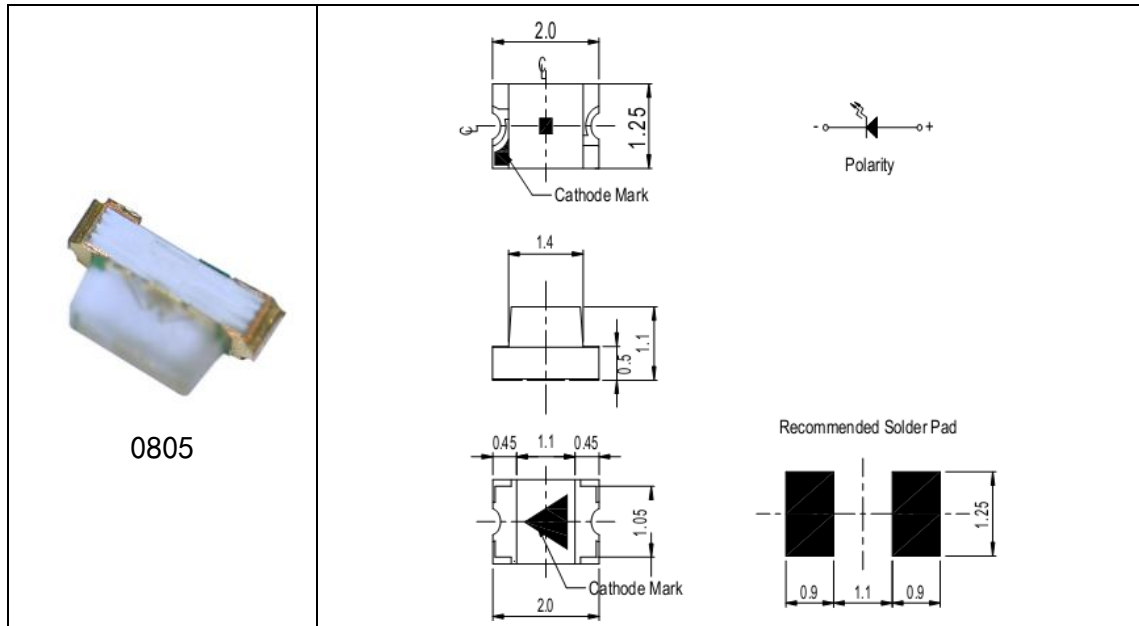 0805
2.0
℄
℄
1.25
Cathode Mark
- +
Polarity
1.4
1.1
0.5
0.45 1.1 0.45
1.05
Cathode Mark
2.0
Recommended Solder Pad
1.25
0.9 1.1 0.9